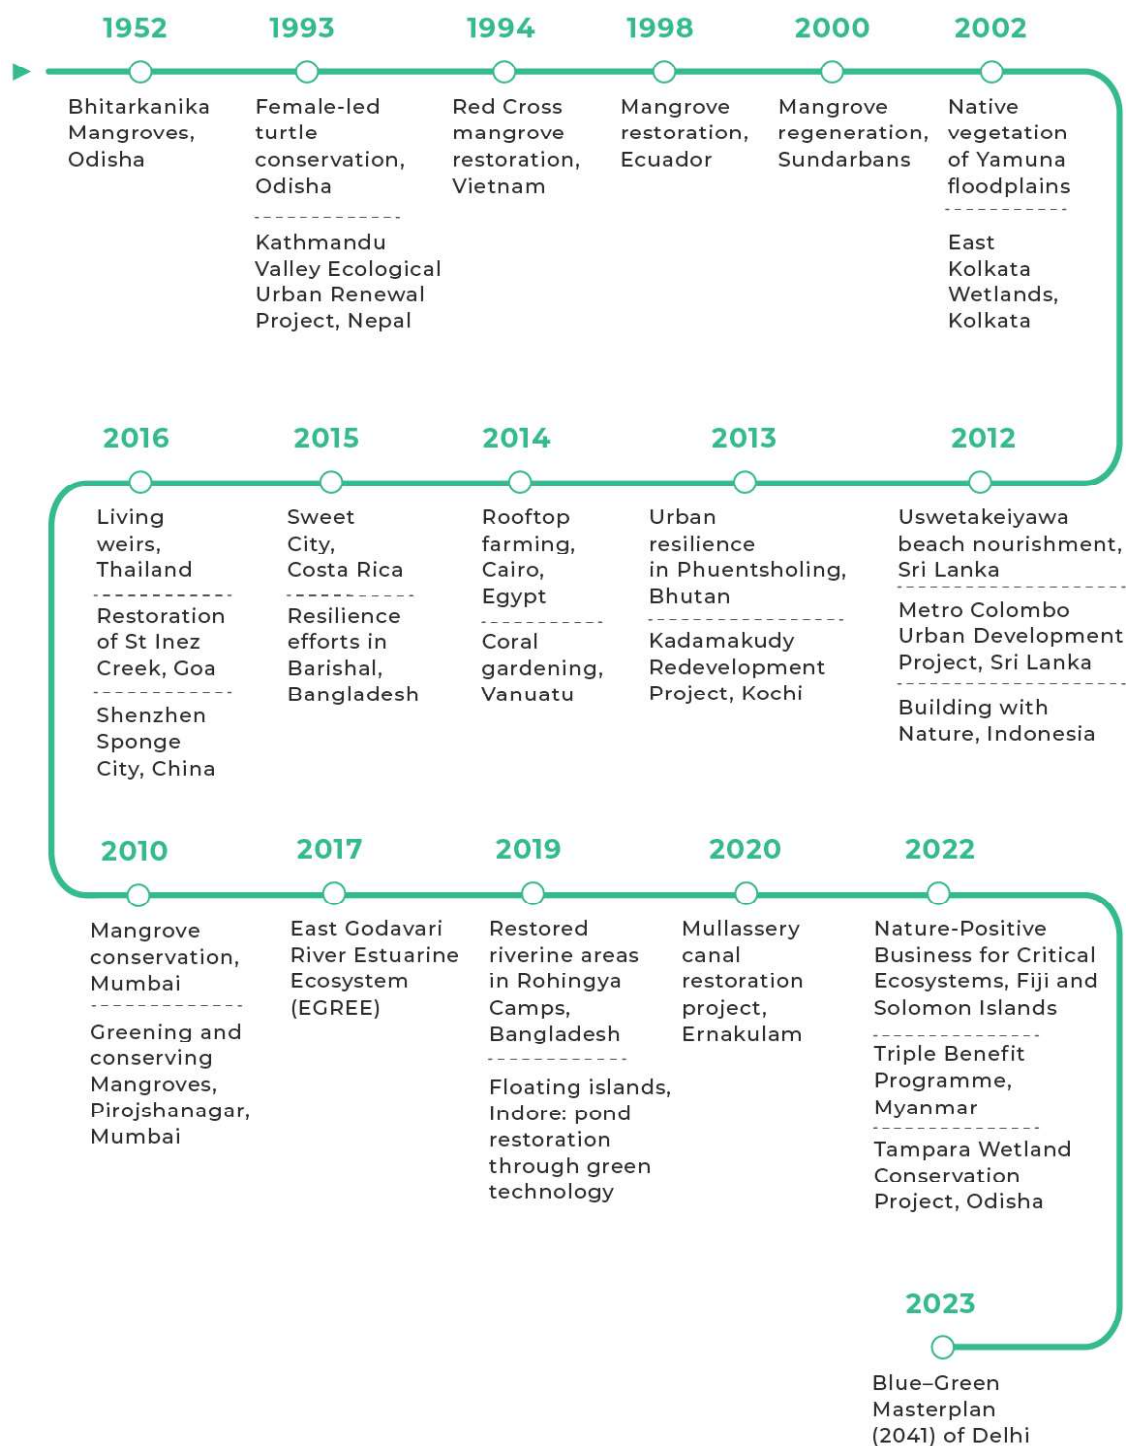 1952
Bhitarkanika
Mangroves,
Odisha
1993
Female-led
turtle
conservation,
Odisha
Kathmandu
Valley Ecological
Urban Renewal
Project, Nepal
1994
Red Cross
mangrove
restoration,
Vietnam
1998
Mangrove
restoration,
Ecuador
2000
Mangrove
regeneration,
Sundarbans
2002
Native
vegetation
of Yamuna
floodplains
East
Kolkata
Wetlands,
Kolkata
2012
Uswetakeiyawa
beach nourishment,
Sri Lanka
Metro Colombo
Urban Development
Project, Sri Lanka
Building with
Nature, Indonesia
2013
Urban
resilience
in Phuentsholing,
Bhutan
Kadamakudy
Redevelopment
Project, Kochi
2014
Rooftop
farming,
Cairo,
Egypt
Coral
gardening,
Vanuatu
2015
Sweet
City,
Costa Rica
Resilience
efforts in
Barishal,
Bangladesh
2016
Living
weirs,
Thailand
Restoration
of St Inez
Creek, Goa
Shenzhen
Sponge
City, China
2010
Mangrove
conservation,
Mumbai
Greening and
conserving
Mangroves,
Pirojshanagar,
Mumbai
2017
East Godavari
River Estuarine
Ecosystem
(EGREE)
2019
Restored
riverine areas
in Rohingya
Camps,
Bangladesh
Floating islands,
Indore: pond
restoration
through green
technology
2020
Mullassery
canal
restoration
project,
Ernakulam
2022
Nature-Positive
Business for Critical
Ecosystems, Fiji and
Solomon Islands
Triple Benefit
Programme,
Myanmar
Tampara Wetland
Conservation
Project, Odisha
2023
Blue–Green
Masterplan
(2041) of Delhi